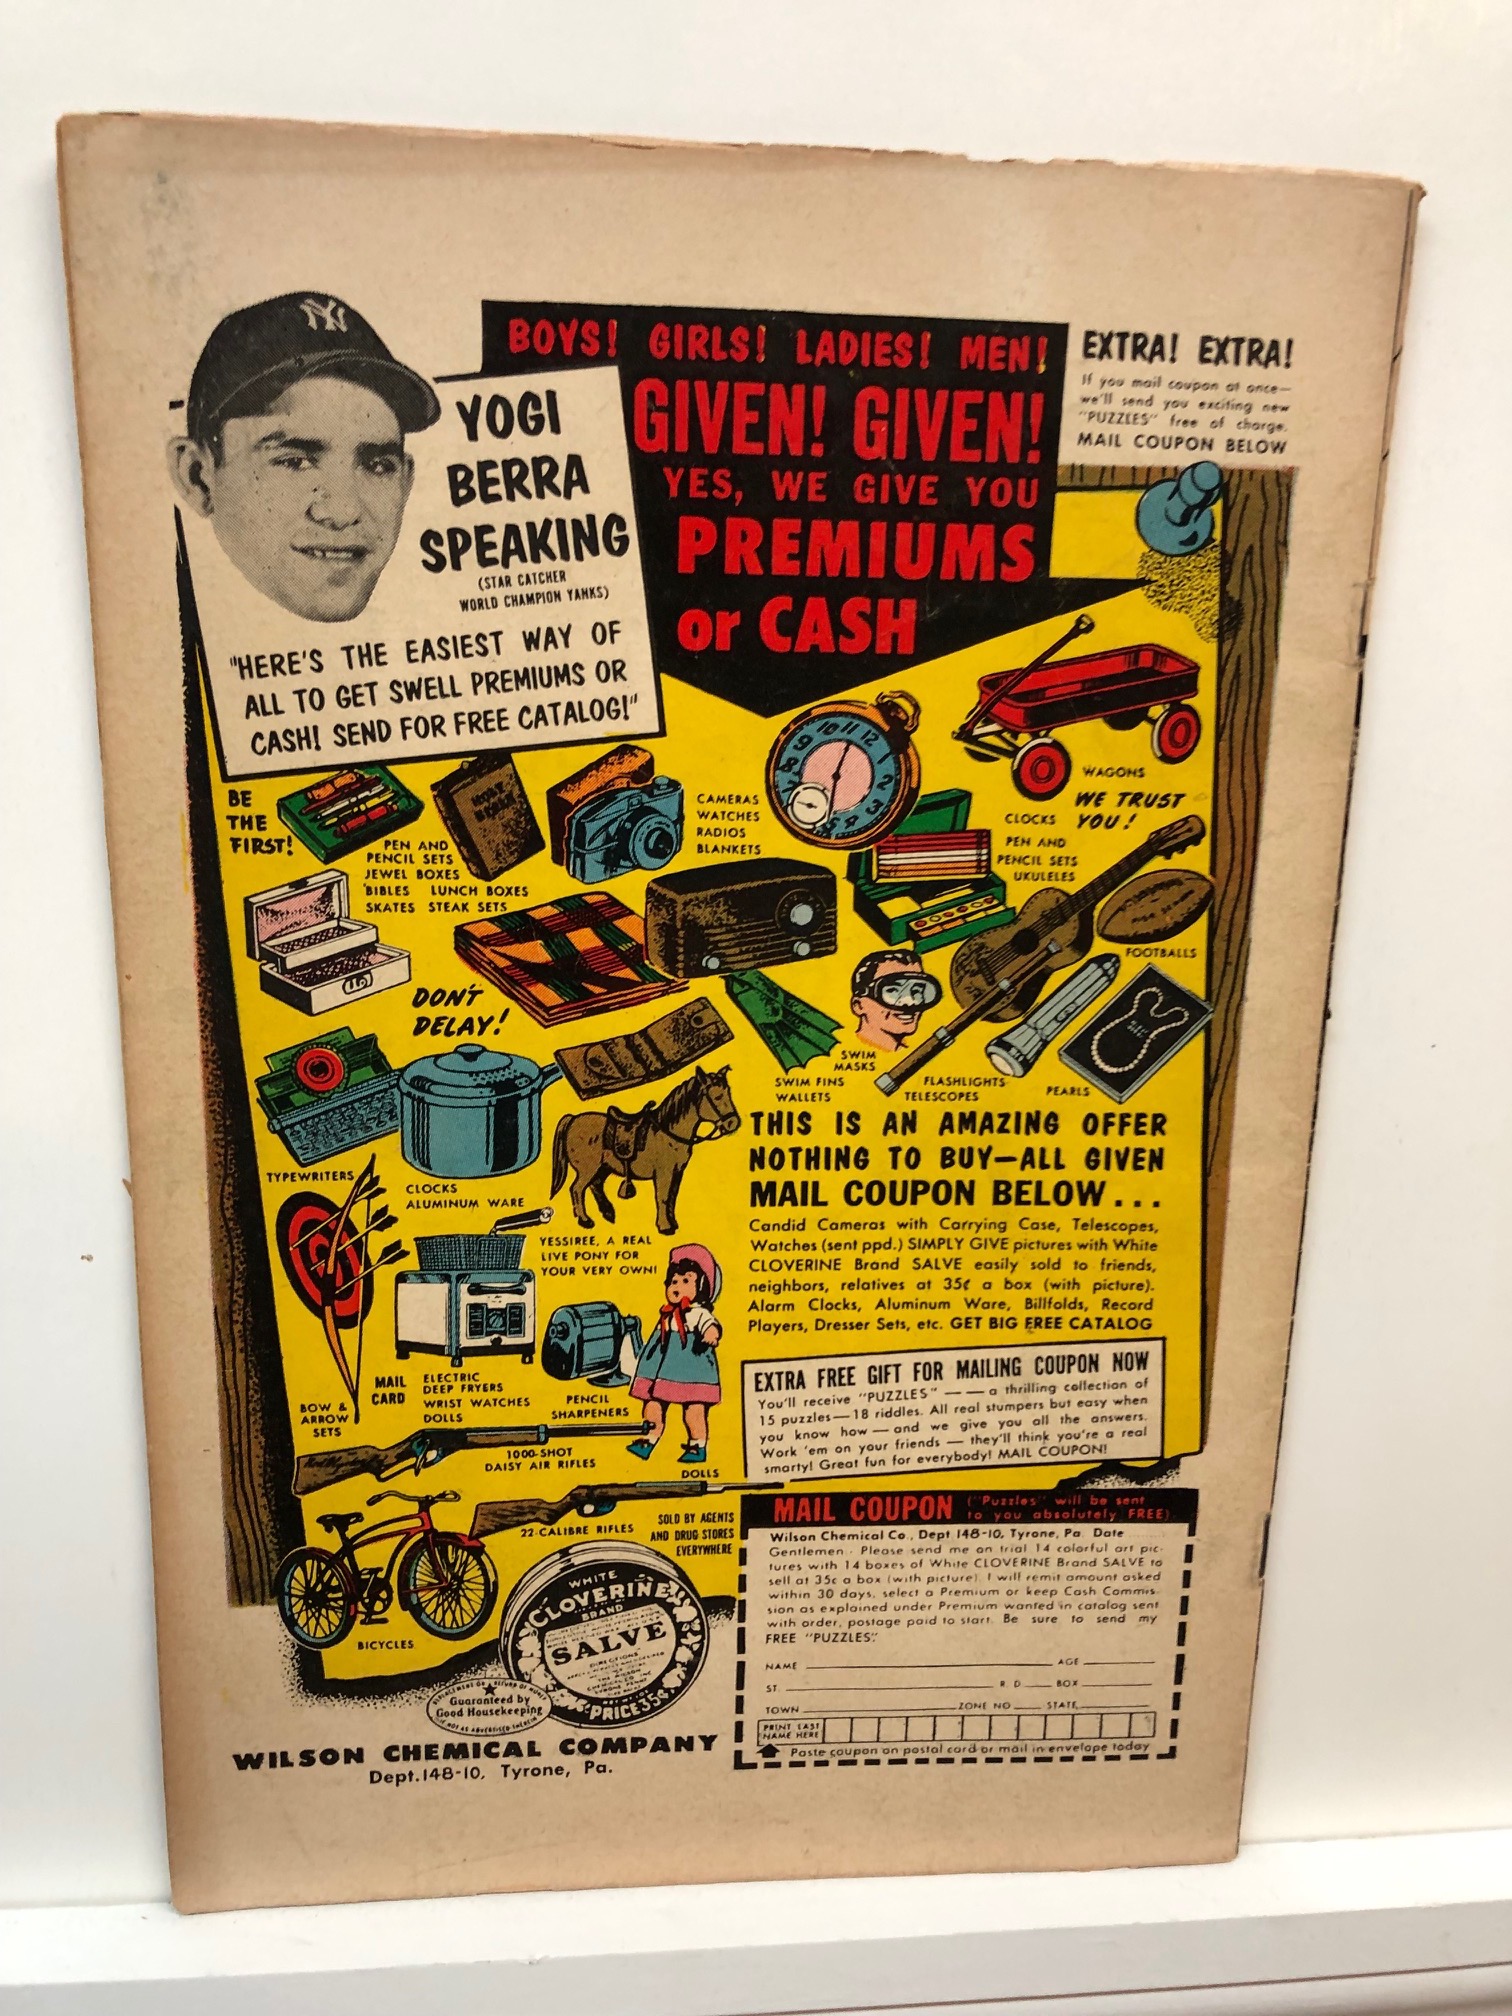 NY
BOYS! GIRLS! LADIES! MEN!
GIVEN! GIVEN!
YES, WE GIVE YOU
PREMIUMS
or CASH
EXTRA! EXTRA!
If you mail coupon at once—
we'll send you exciting new
"PUZZLES" free of charge.
MAIL COUPON BELOW
YOGI
BERRA
SPEAKING
(STAR CATCHER
WORLD CHAMPION YANKS)
"HERE'S THE EASIEST WAY OF
ALL TO GET SWELL PREMIUMS OR
CASH! SEND FOR FREE CATALOG!"
BE
THE
FIRST!
PEN AND
PENCIL SETS
JEWEL BOXES
BIBLES LUNCH BOXES
SKATES STEAK SETS
HOLY
BIBLE
CAMERAS
WATCHES
RADIOS
BLANKETS
10 11 12
9
8
2
3
WAGONS
WE TRUST
YOU!
CLOCKS
PEN AND
PENCIL SETS
UKULELES
FOOTBALLS
DON'T
DELAY!
SWIM
MASKS
SWIM FINS
WALLETS
FLASHLIGHTS
TELESCOPES
PEARLS
TYPEWRITERS
CLOCKS
ALUMINUM WARE
YESSIREE, A REAL
LIVE PONY FOR
YOUR VERY OWN!
THIS IS AN AMAZING OFFER
NOTHING TO BUY—ALL GIVEN
MAIL COUPON BELOW...
Candid Cameras with Carrying Case, Telescopes,
Watches (sent ppd.) SIMPLY GIVE pictures with White
CLOVERINE Brand SALVE easily sold to friends,
neighbors, relatives at 35¢ a box (with picture).
Alarm Clocks, Aluminum Ware, Billfolds, Record
Players, Dresser Sets, etc. GET BIG FREE CATALOG
BOW &
ARROW
SETS
MAIL
CARD
ELECTRIC
DEEP FRYERS
WRIST WATCHES
DOLLS
PENCIL
SHARPENERS
DOLLS
EXTRA FREE GIFT FOR MAILING COUPON NOW
You'll receive "PUZZLES" — — a thrilling collection of
15 puzzles—18 riddles. All real stumpers but easy when
you know how — and we give you all the answers.
Work 'em on your friends — they'll think you're a real
smarty! Great fun for everybody! MAIL COUPON!
1000-SHOT
DAISY AIR RIFLES
22-CALIBRE RIFLES
SOLD BY AGENTS
AND DRUG STORES
EVERYWHERE
BICYCLES
WHITE
CLOVERINE
BRAND
SALVE
DIRECTIONS
PRICE 35¢
Guaranteed by
Good Housekeeping
WILSON CHEMICAL COMPANY
Dept. 148-10, Tyrone, Pa.
MAIL COUPON ("Puzzles" will be sent
to you absolutely FREE)
Wilson Chemical Co., Dept 148-10, Tyrone, Pa. Date
Gentlemen - Please send me on trial 14 colorful art pic-
tures with 14 boxes of White CLOVERINE Brand SALVE to
sell at 35c a box (with picture). I will remit amount asked
within 30 days, select a Premium or keep Cash Commis-
sion as explained under Premium wanted in catalog sent
with order, postage paid to start. Be sure to send my
FREE "PUZZLES".
NAME AGE
ST. R D BOX
TOWN ZONE NO STATE
PRINT LAST
NAME HERE
Paste coupon on postal card or mail in envelope today